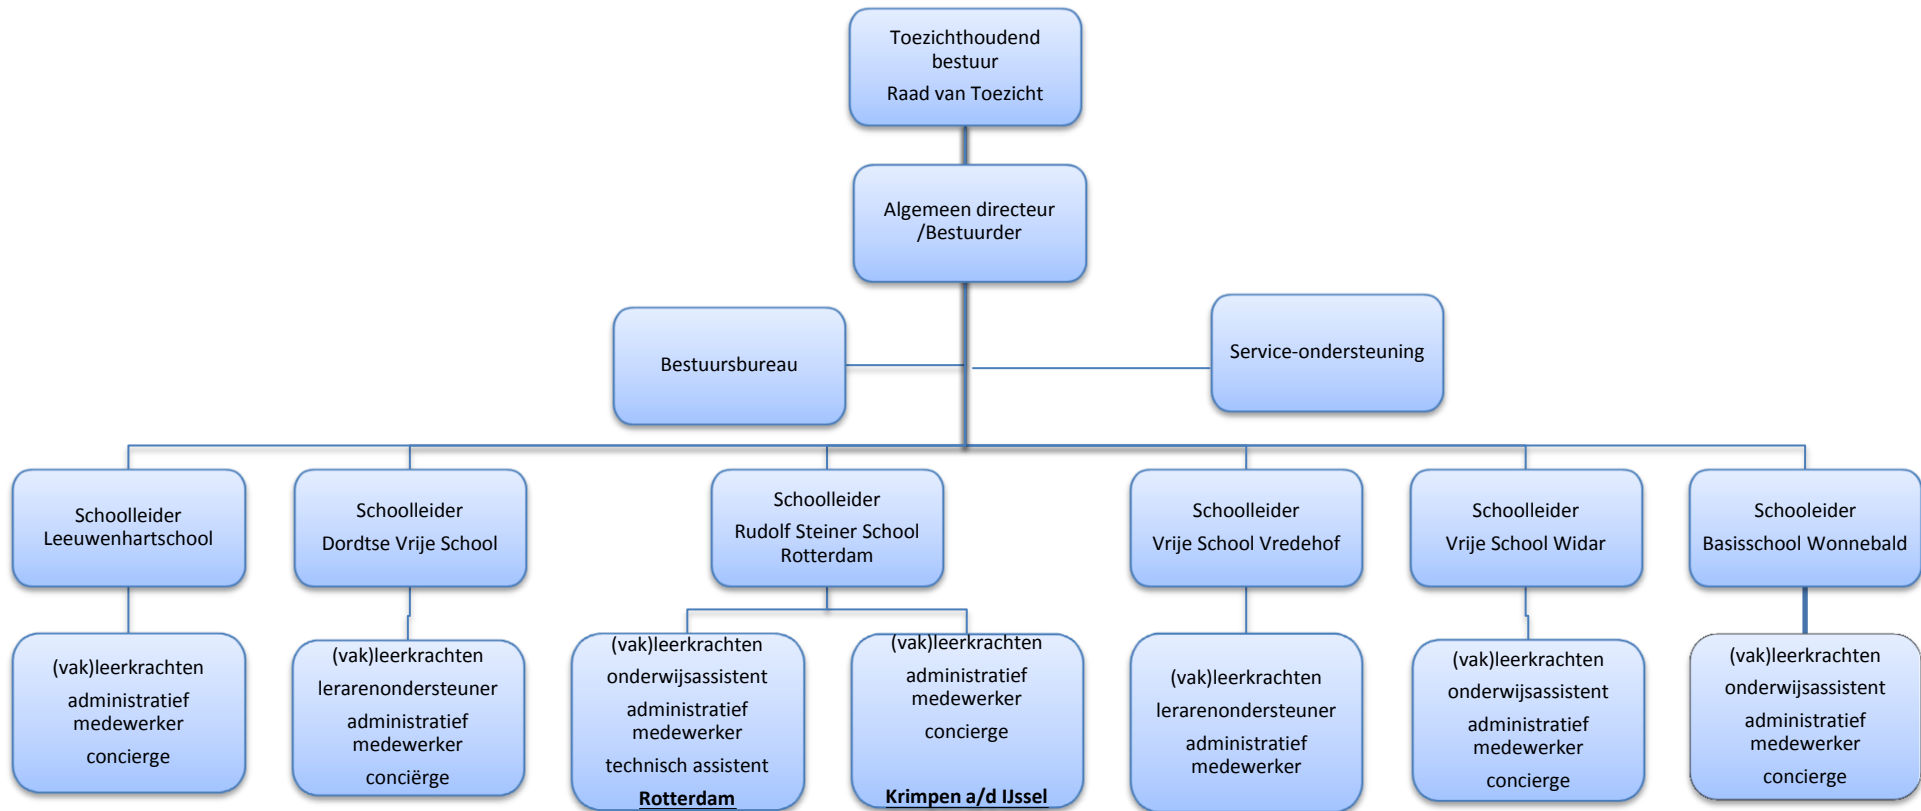 Toezichthoudend
bestuur
Raad van Toezicht
Algemeen directeur
/Bestuurder
Bestuursbureau
Service-ondersteuning
Schoolleider
Leeuwenhartschool
Schoolleider
Dordtse Vrije School
Schoolleider
Rudolf Steiner School
Rotterdam
Schoolleider
Vrije School Vredehof
Schoolleider
Vrije School Widar
Schooleider
Basisschool Wonnebald
(vak)leerkrachten
administratief
medewerker
concierge
(vak)leerkrachten
lerarenondersteuner
administratief
medewerker
conciërge
(vak)leerkrachten
onderwijsassistent
administratief
medewerker
technisch assistent
Rotterdam
(vak)leerkrachten
administratief
medewerker
concierge
Krimpen a/d IJssel
(vak)leerkrachten
lerarenondersteuner
administratief
medewerker
(vak)leerkrachten
onderwijsassistent
administratief
medewerker
concierge
(vak)leerkrachten
onderwijsassistent
administratief
medewerker
concierge